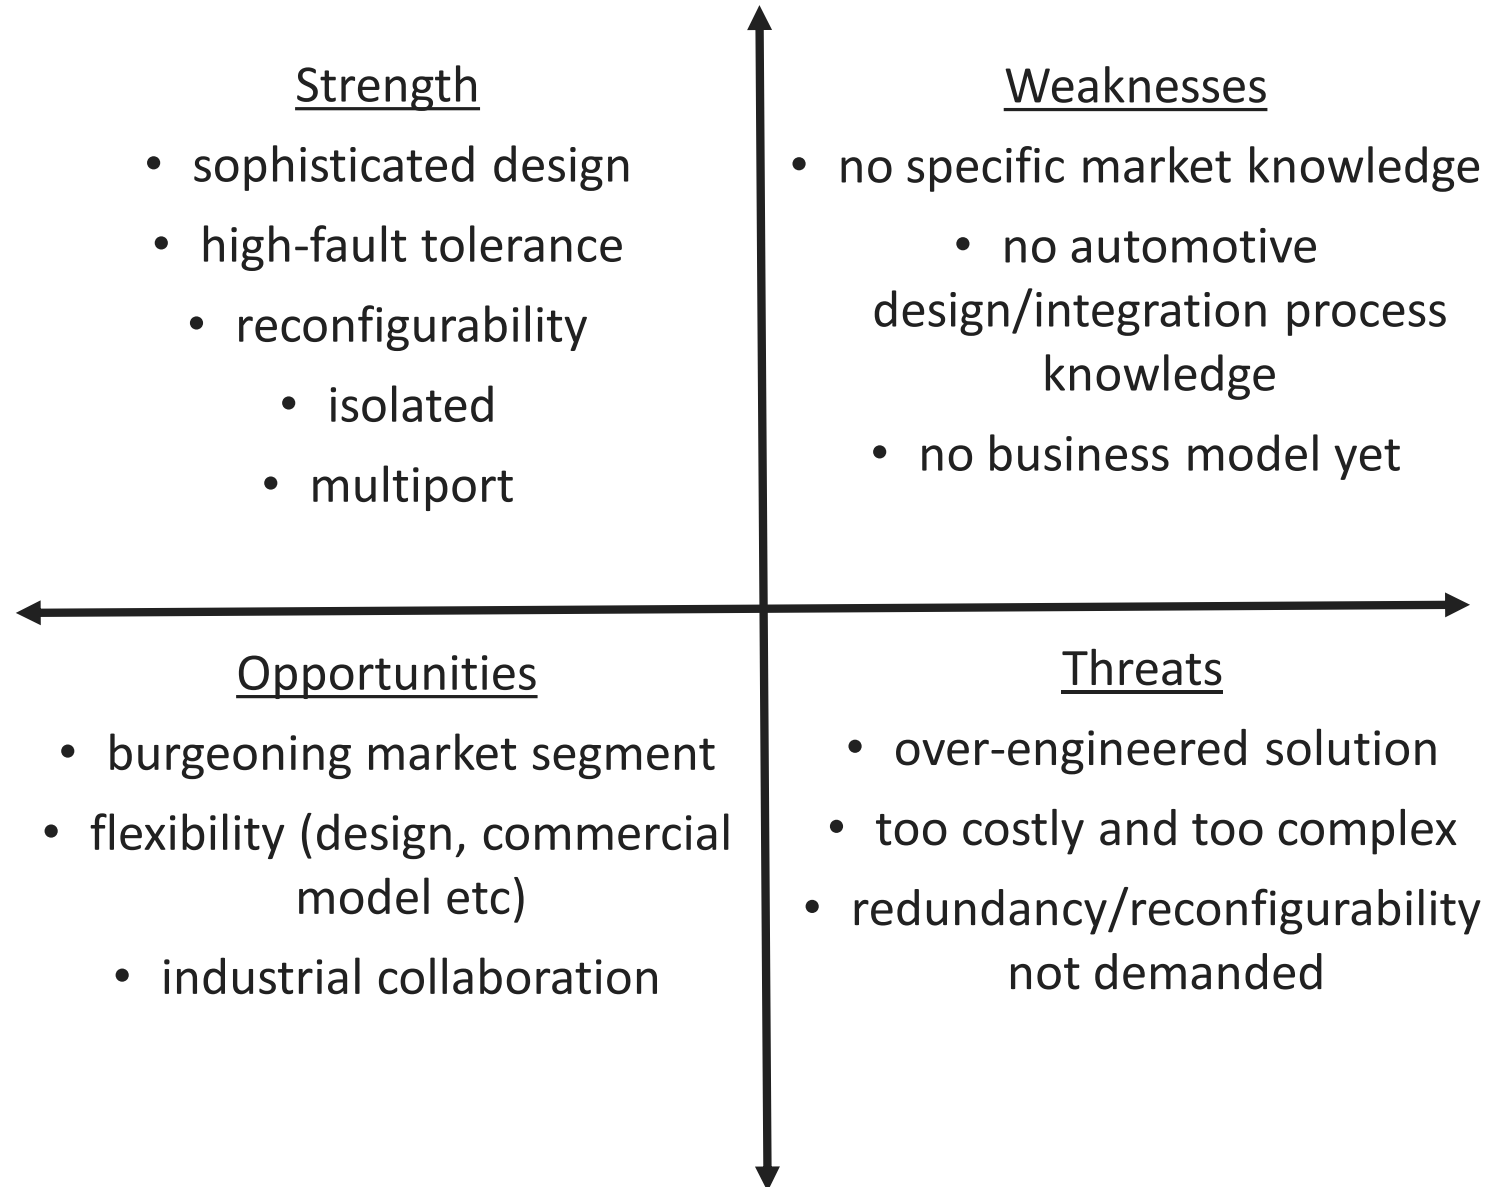 Strength
• sophisticated design
• high-fault tolerance
• reconfigurability
• isolated
• multiport
Weaknesses
• no specific market knowledge
• no automotive
design/integration process
knowledge
• no business model yet
Opportunities
• burgeoning market segment
• flexibility (design, commercial
model etc)
• industrial collaboration
Threats
• over-engineered solution
• too costly and too complex
• redundancy/reconfigurability
not demanded